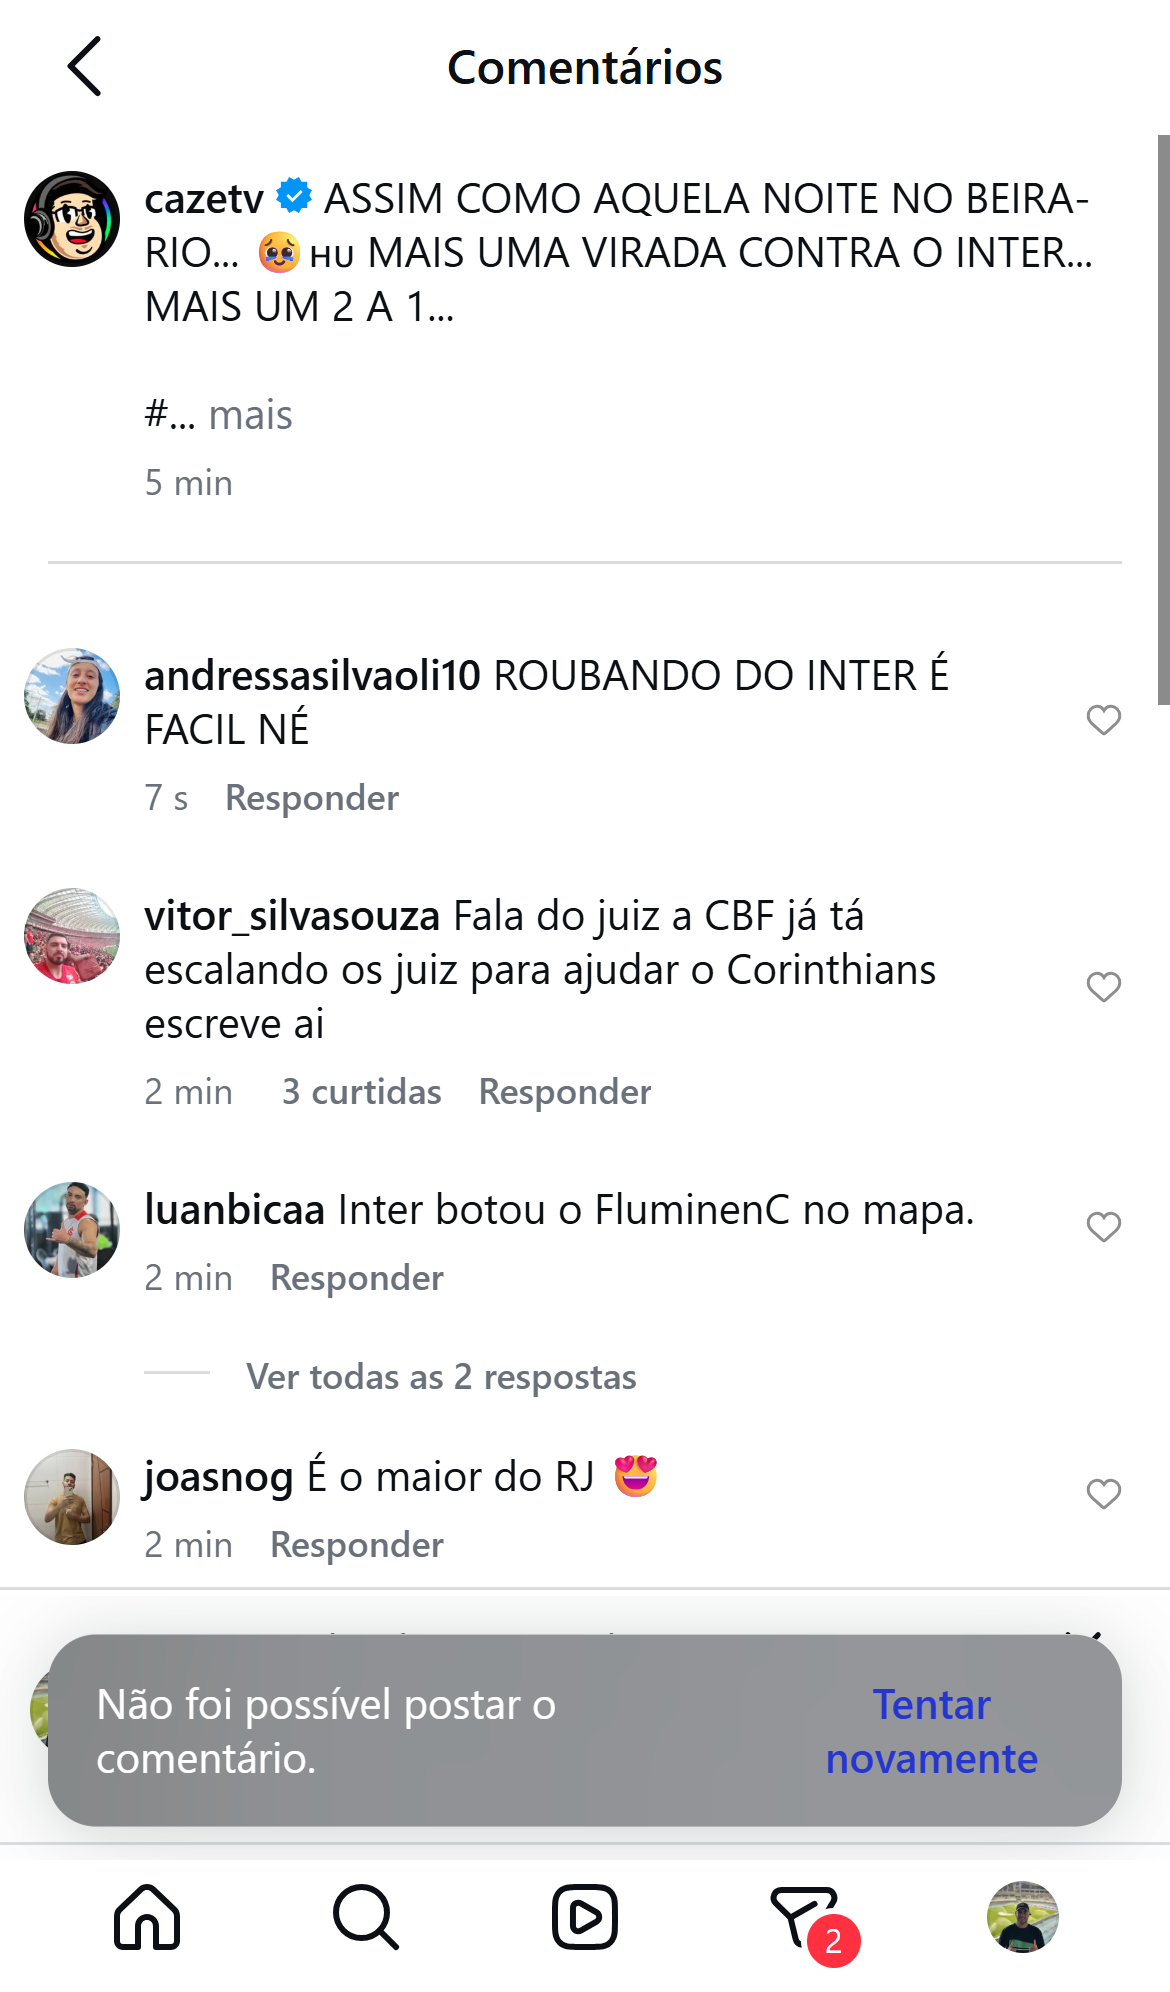 Comentários
cazetv ASSIM COMO AQUELA NOITE NO BEIRA-
RIO... 🥹ʜᴜ MAIS UMA VIRADA CONTRA O INTER...
MAIS UM 2 A 1...
#... mais
5 min
andressasilvaoli10 ROUBANDO DO INTER É
FACIL NÉ
7 s Responder
vitor_silvasouza Fala do juiz a CBF já tá
escalando os juiz para ajudar o Corinthians
escreve ai
2 min 3 curtidas Responder
luanbicaa Inter botou o FluminenC no mapa.
2 min Responder
Ver todas as 2 respostas
joasnog É o maior do RJ 😍
2 min Responder
Não foi possível postar o
comentário.
Tentar
novamente
2